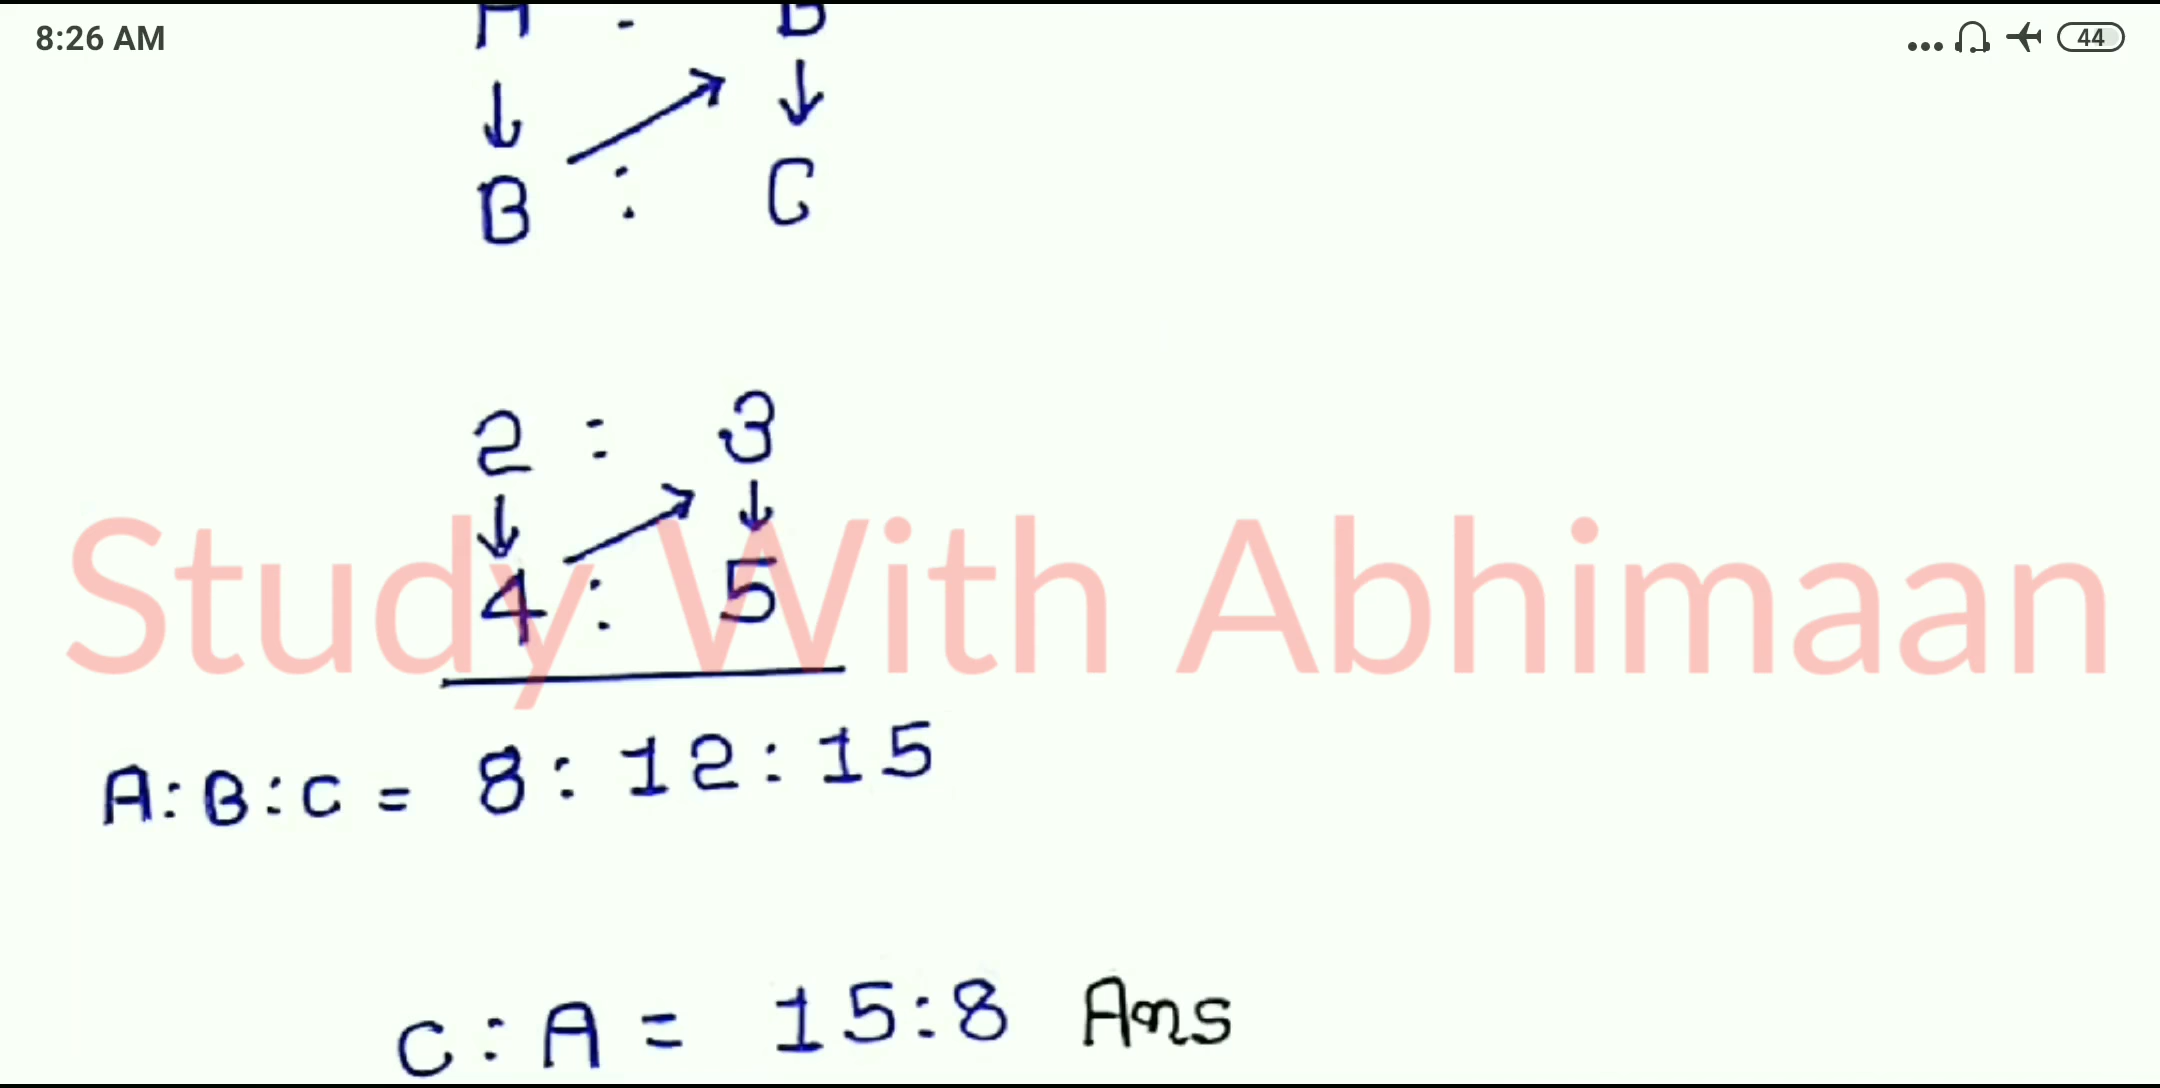 8:26 AM
44
A : B
B : C
2 : 3
4 : 5
Study With Abhimaan
A:B:C = 8:12:15
C:A = 15:8 Ans